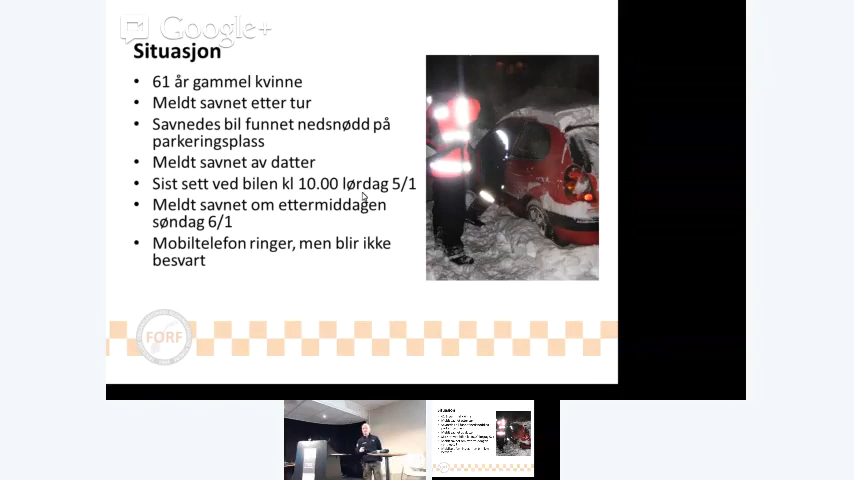 Google+
Situasjon
• 61 år gammel kvinne
• Meldt savnet etter tur
• Savnedes bil funnet nedsnødd på
parkeringsplass
• Meldt savnet av datter
• Sist sett ved bilen kl 10.00 lørdag 5/1
• Meldt savnet om ettermiddagen
søndag 6/1
• Mobiltelefon ringer, men blir ikke
besvart
FORF
Situasjon